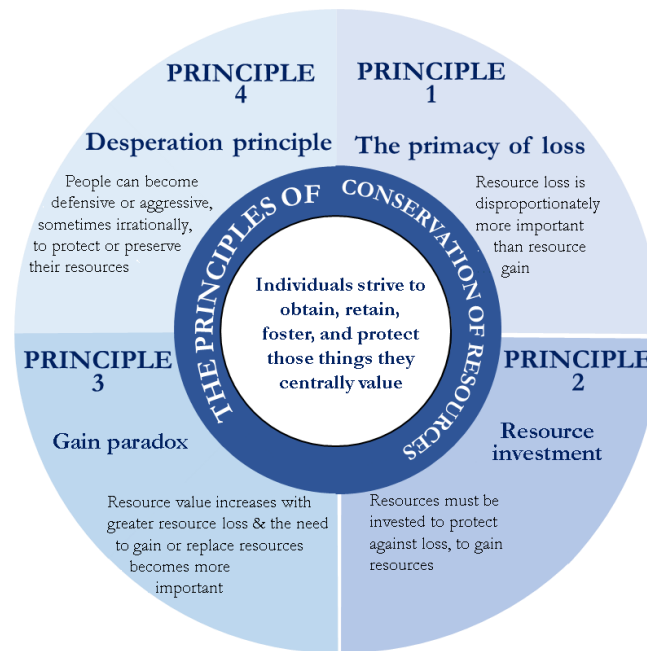 PRINCIPLE
1
The primacy of loss
Resource loss is
disproportionately
more important
than resource
gain
PRINCIPLE
2
Resource
investment
Resources must be
invested to protect
against loss, to gain
resources
PRINCIPLE
3
Gain paradox
Resource value increases with
greater resource loss & the need
to gain or replace resources
becomes more
important
PRINCIPLE
4
Desperation principle
People can become
defensive or aggressive,
sometimes irrationally,
to protect or preserve
their resources
THE PRINCIPLES OF CONSERVATION OF RESOURCES
Individuals strive to
obtain, retain,
foster, and protect
those things they
centrally value